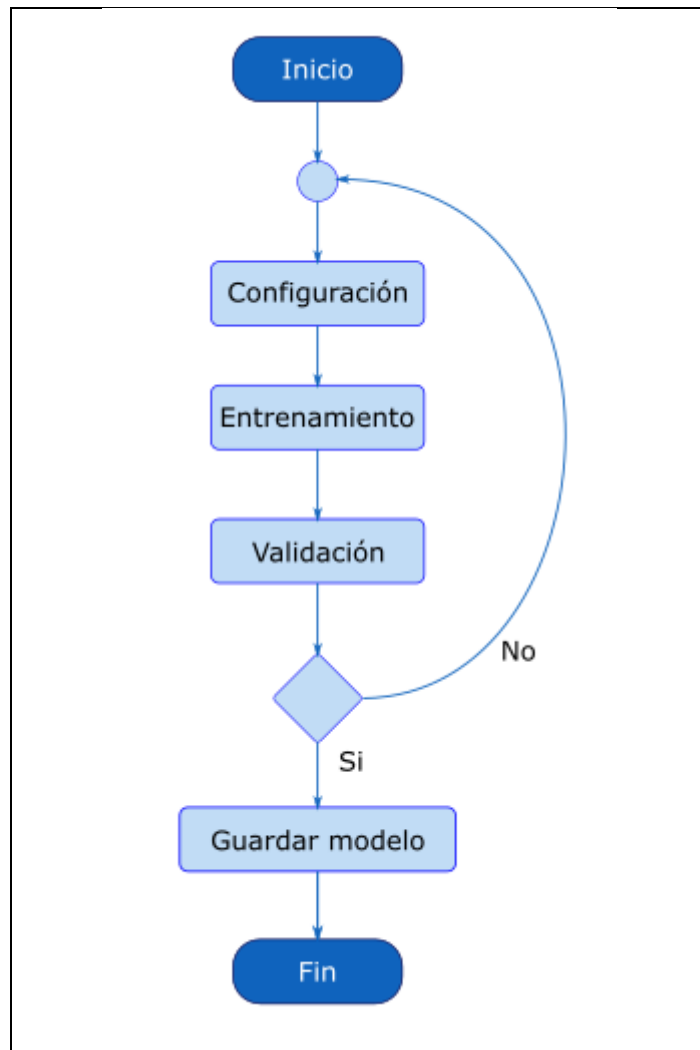 Inicio
Configuración
Entrenamiento
Validación
No
Si
Guardar modelo
Fin